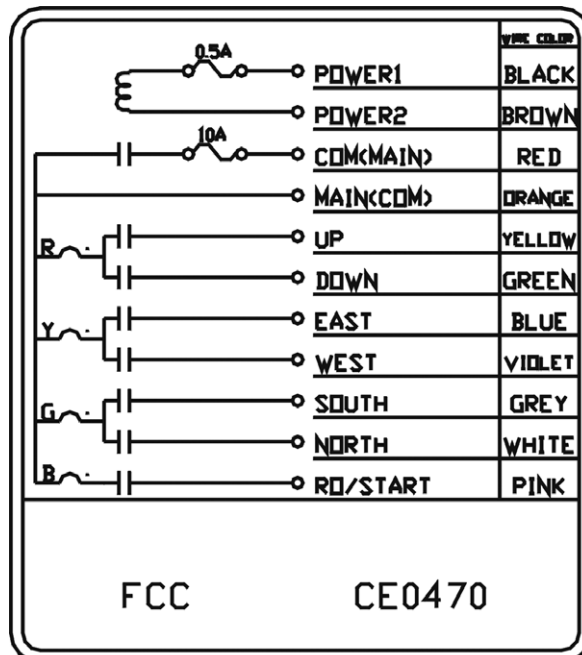 WIRE COLOR
0.5A
POWER1 BLACK
POWER2 BROWN
10A
COM(MAIN) RED
MAIN(COM) ORANGE
UP YELLOW
R
DOWN GREEN
EAST BLUE
Y
WEST VIOLET
SOUTH GREY
G
NORTH WHITE
B RO/START PINK
FCC CE0470